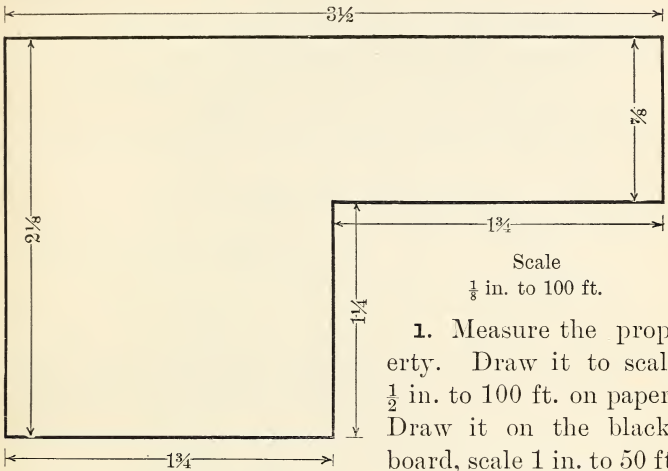 3½
2⅛
⅞
1¾
1¼
Scale
⅛ in. to 100 ft.
1. Measure the prop
erty. Draw it to scal
½ in. to 100 ft. on paper
Draw it on the black
board, scale 1 in. to 50 ft
1¾